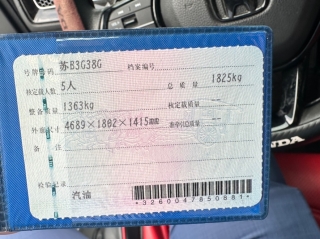 号牌号码 苏B3G38G 档案编号
核定载人数 5人 总质量 1825kg
整备质量 1363kg 核定载质量 --
外廓尺寸 4689×1802×1415mm 准牵引总质量 --
备注
检验记录
汽油
*3260047850881*
HONDA